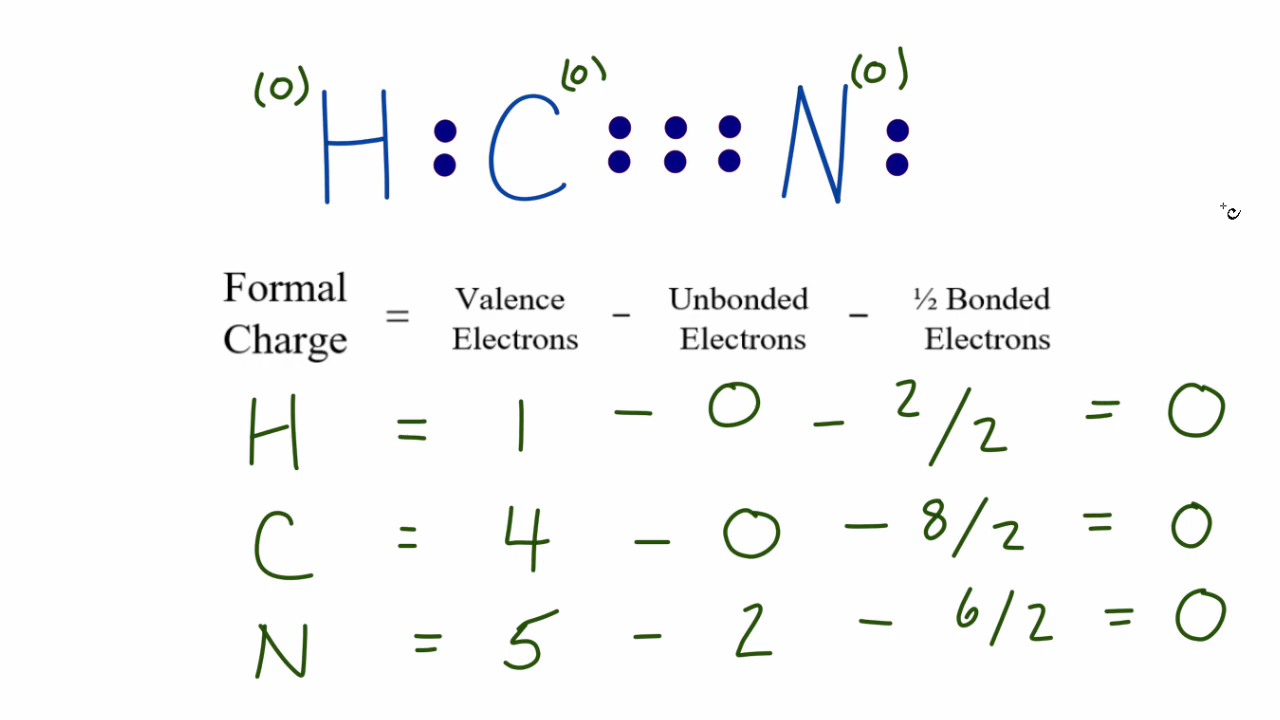 (0) (0) (0)
H : C ⋮⋮ N :
Formal Charge = Valence Electrons − Unbonded Electrons − ½ Bonded Electrons
H = 1 − 0 − 2/2 = 0
C = 4 − 0 − 8/2 = 0
N = 5 − 2 − 6/2 = 0